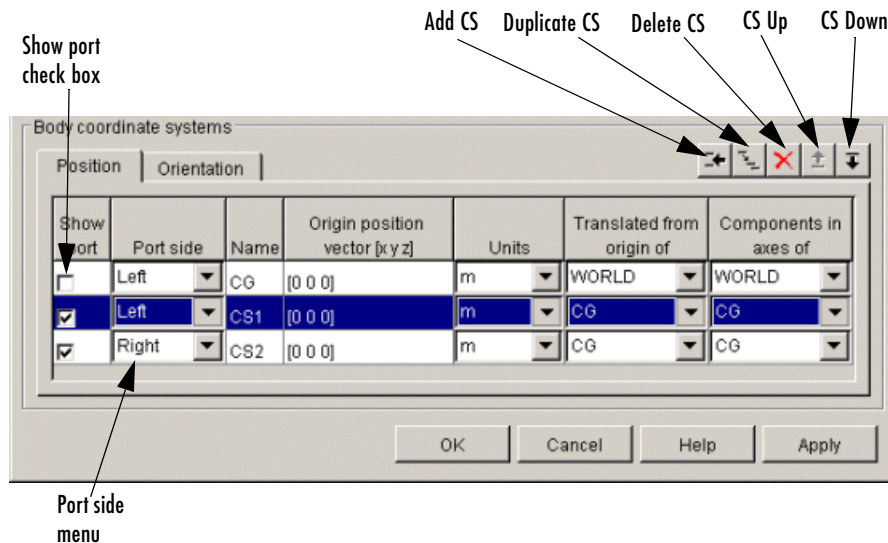 Add CS Duplicate CS Delete CS CS Up CS Down
Show port
check box
Body coordinate systems
Position Orientation
Show
port Port side Name Origin position
vector [x y z] Units Translated from
origin of Components in
axes of
Left CG [0 0 0] m WORLD WORLD
Left CS1 [0 0 0] m CG CG
Right CS2 [0 0 0] m CG CG
OK Cancel Help Apply
Port side
menu